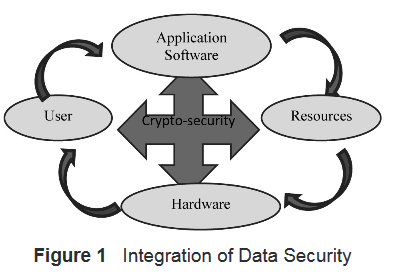 Application
Software
User
Crypto-security
Resources
Hardware
Figure 1 Integration of Data Security